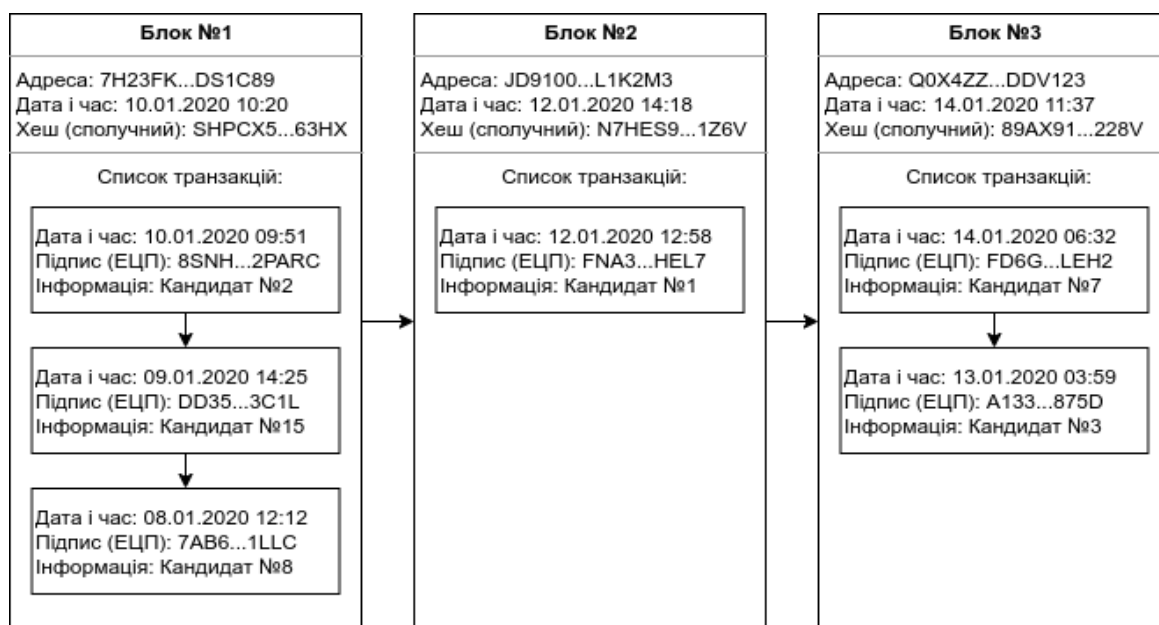 Блок №1
Адреса: 7H23FK...DS1C89
Дата і час: 10.01.2020 10:20
Хеш (сполучний): SHPCX5...63HX
Список транзакцій:
Дата і час: 10.01.2020 09:51
Підпис (ЕЦП): 8SNH...2PARC
Інформація: Кандидат №2
Дата і час: 09.01.2020 14:25
Підпис (ЕЦП): DD35...3C1L
Інформація: Кандидат №15
Дата і час: 08.01.2020 12:12
Підпис (ЕЦП): 7AB6...1LLC
Інформація: Кандидат №8
Блок №2
Адреса: JD9100...L1K2M3
Дата і час: 12.01.2020 14:18
Хеш (сполучний): N7HES9...1Z6V
Список транзакцій:
Дата і час: 12.01.2020 12:58
Підпис (ЕЦП): FNA3...HEL7
Інформація: Кандидат №1
Блок №3
Адреса: Q0X4ZZ...DDV123
Дата і час: 14.01.2020 11:37
Хеш (сполучний): 89AX91...228V
Список транзакцій:
Дата і час: 14.01.2020 06:32
Підпис (ЕЦП): FD6G...LEH2
Інформація: Кандидат №7
Дата і час: 13.01.2020 03:59
Підпис (ЕЦП): A133...875D
Інформація: Кандидат №3